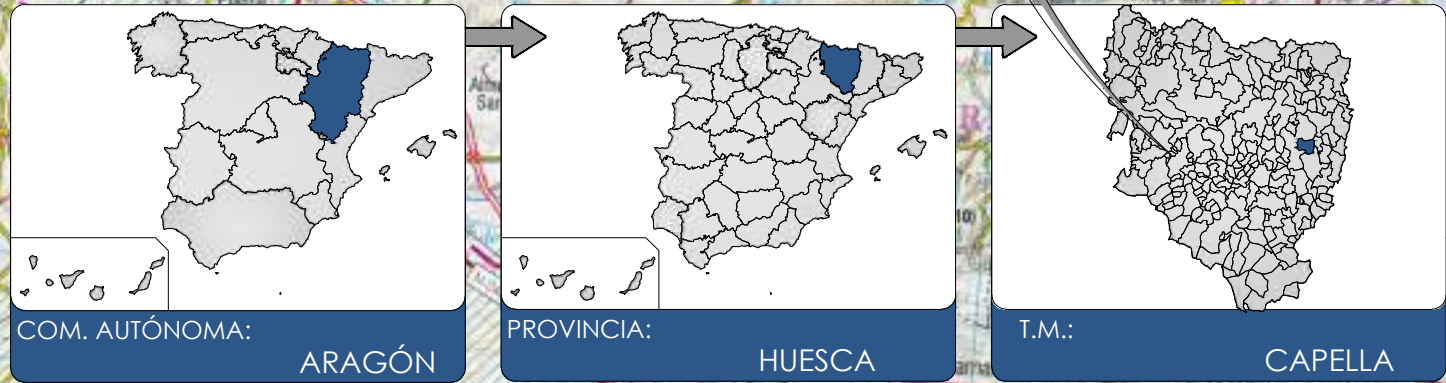 COM. AUTÓNOMA:
ARAGÓN
PROVINCIA:
HUESCA
T.M.:
CAPELLA